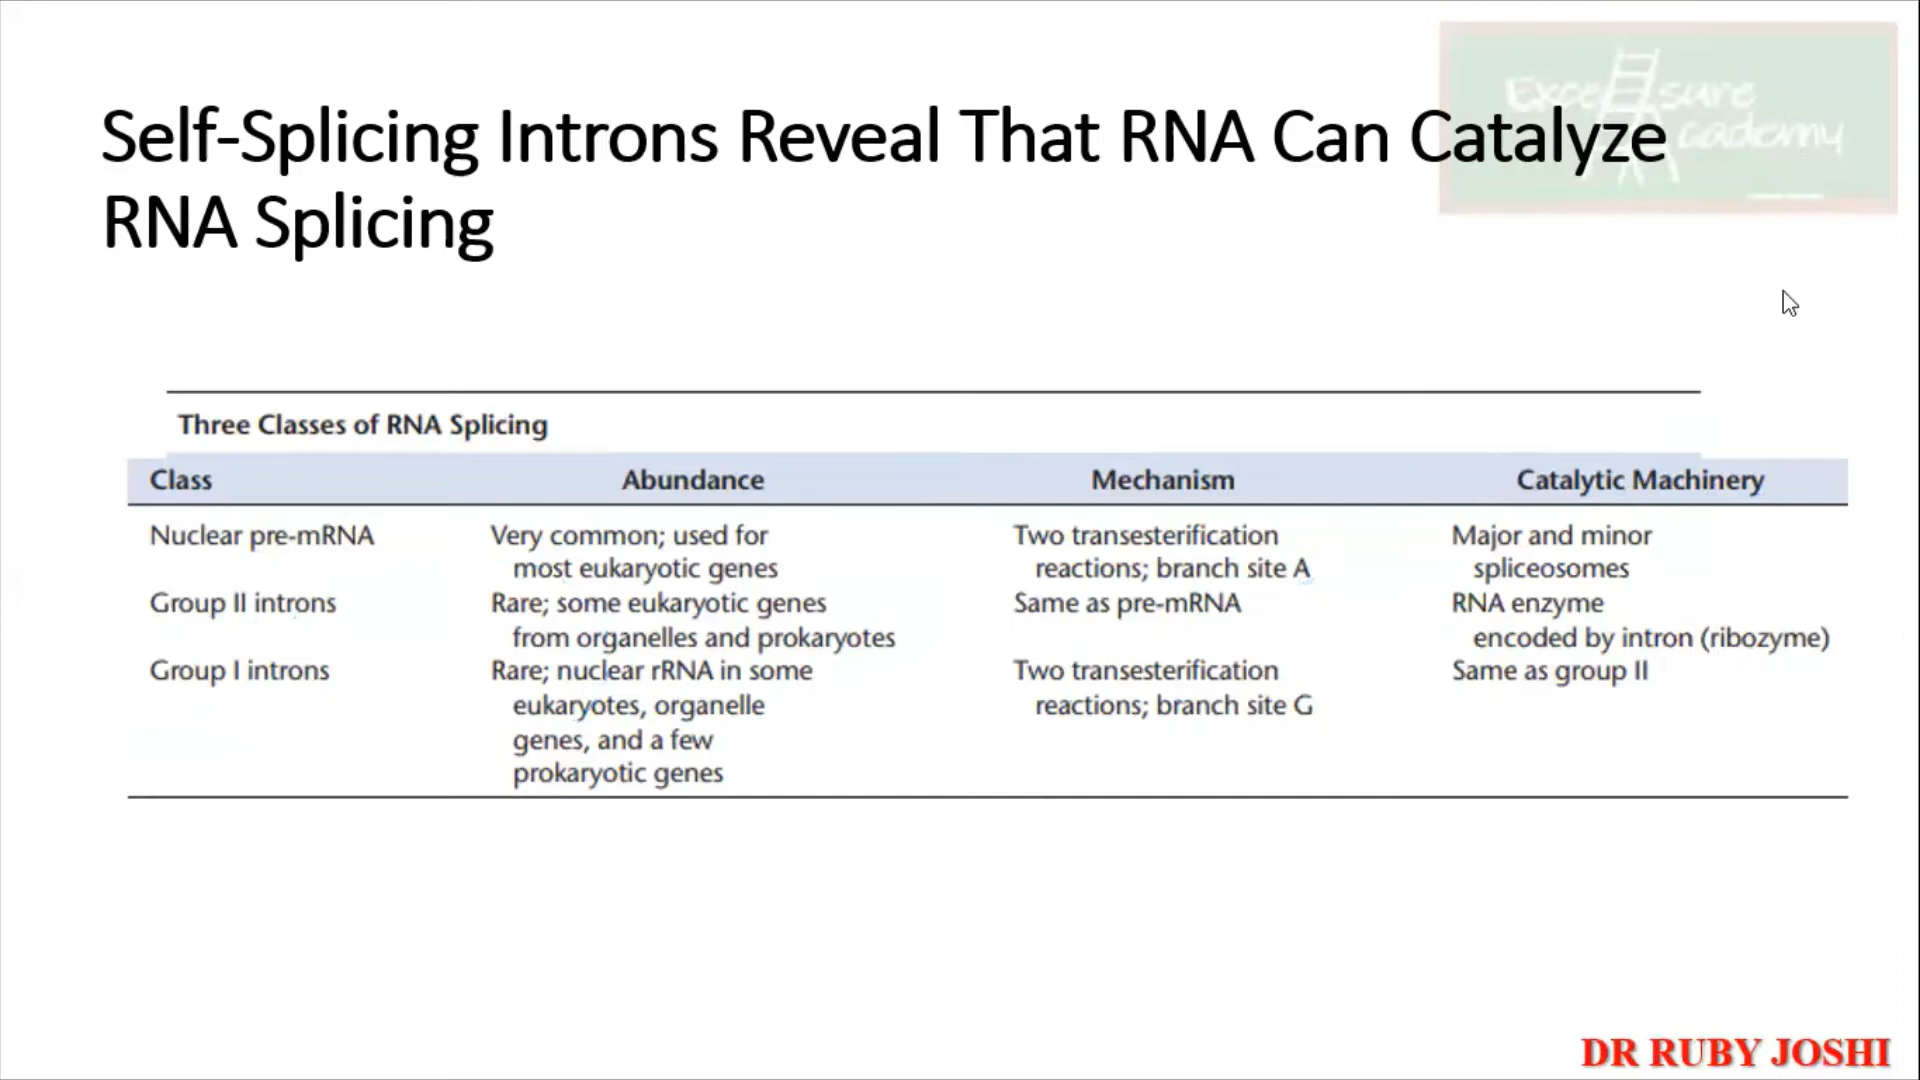 Exce sure
cademy
Self-Splicing Introns Reveal That RNA Can Catalyze
RNA Splicing
Three Classes of RNA Splicing
Class Abundance Mechanism Catalytic Machinery
Nuclear pre-mRNA Very common; used for Two transesterification Major and minor
most eukaryotic genes reactions; branch site A spliceosomes
Group II introns Rare; some eukaryotic genes Same as pre-mRNA RNA enzyme
from organelles and prokaryotes encoded by intron (ribozyme)
Group I introns Rare; nuclear rRNA in some Two transesterification Same as group II
eukaryotes, organelle reactions; branch site G
genes, and a few
prokaryotic genes
DR RUBY JOSHI